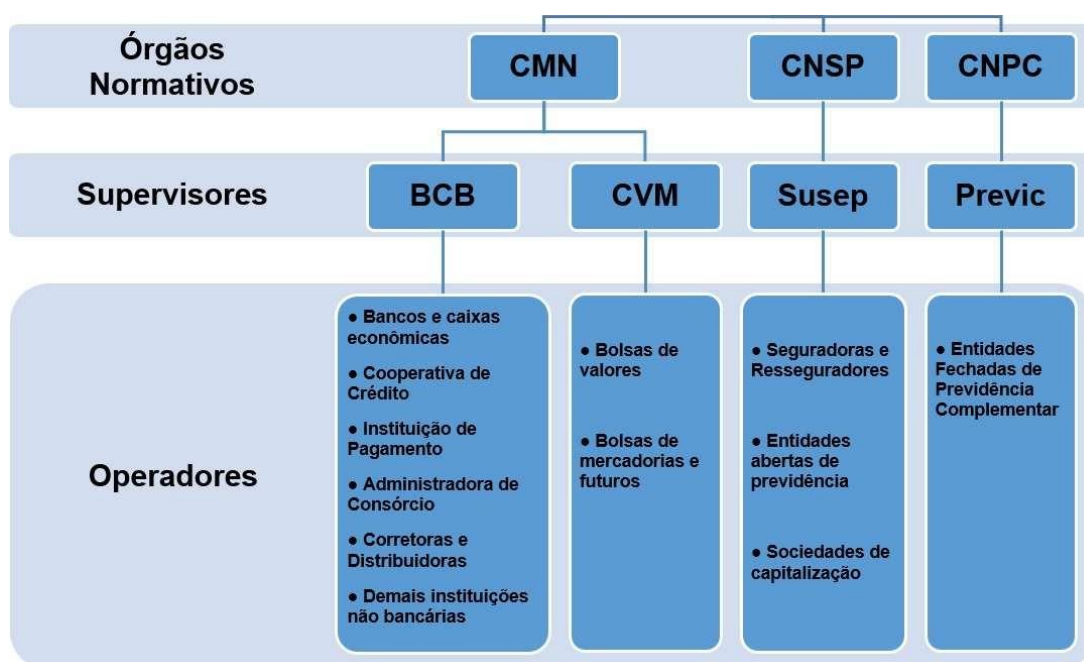 Órgãos
Normativos
CMN
CNSP
CNPC
Supervisores
BCB
CVM
Susep
Previc
Operadores
● Bancos e caixas
econômicas
● Cooperativa de
Crédito
● Instituição de
Pagamento
● Administradora de
Consórcio
● Corretoras e
Distribuidoras
● Demais instituições
não bancárias
● Bolsas de
valores
● Bolsas de
mercadorias e
futuros
● Seguradoras e
Resseguradores
● Entidades
abertas de
previdência
● Sociedades de
capitalização
● Entidades
Fechadas de
Previdência
Complementar